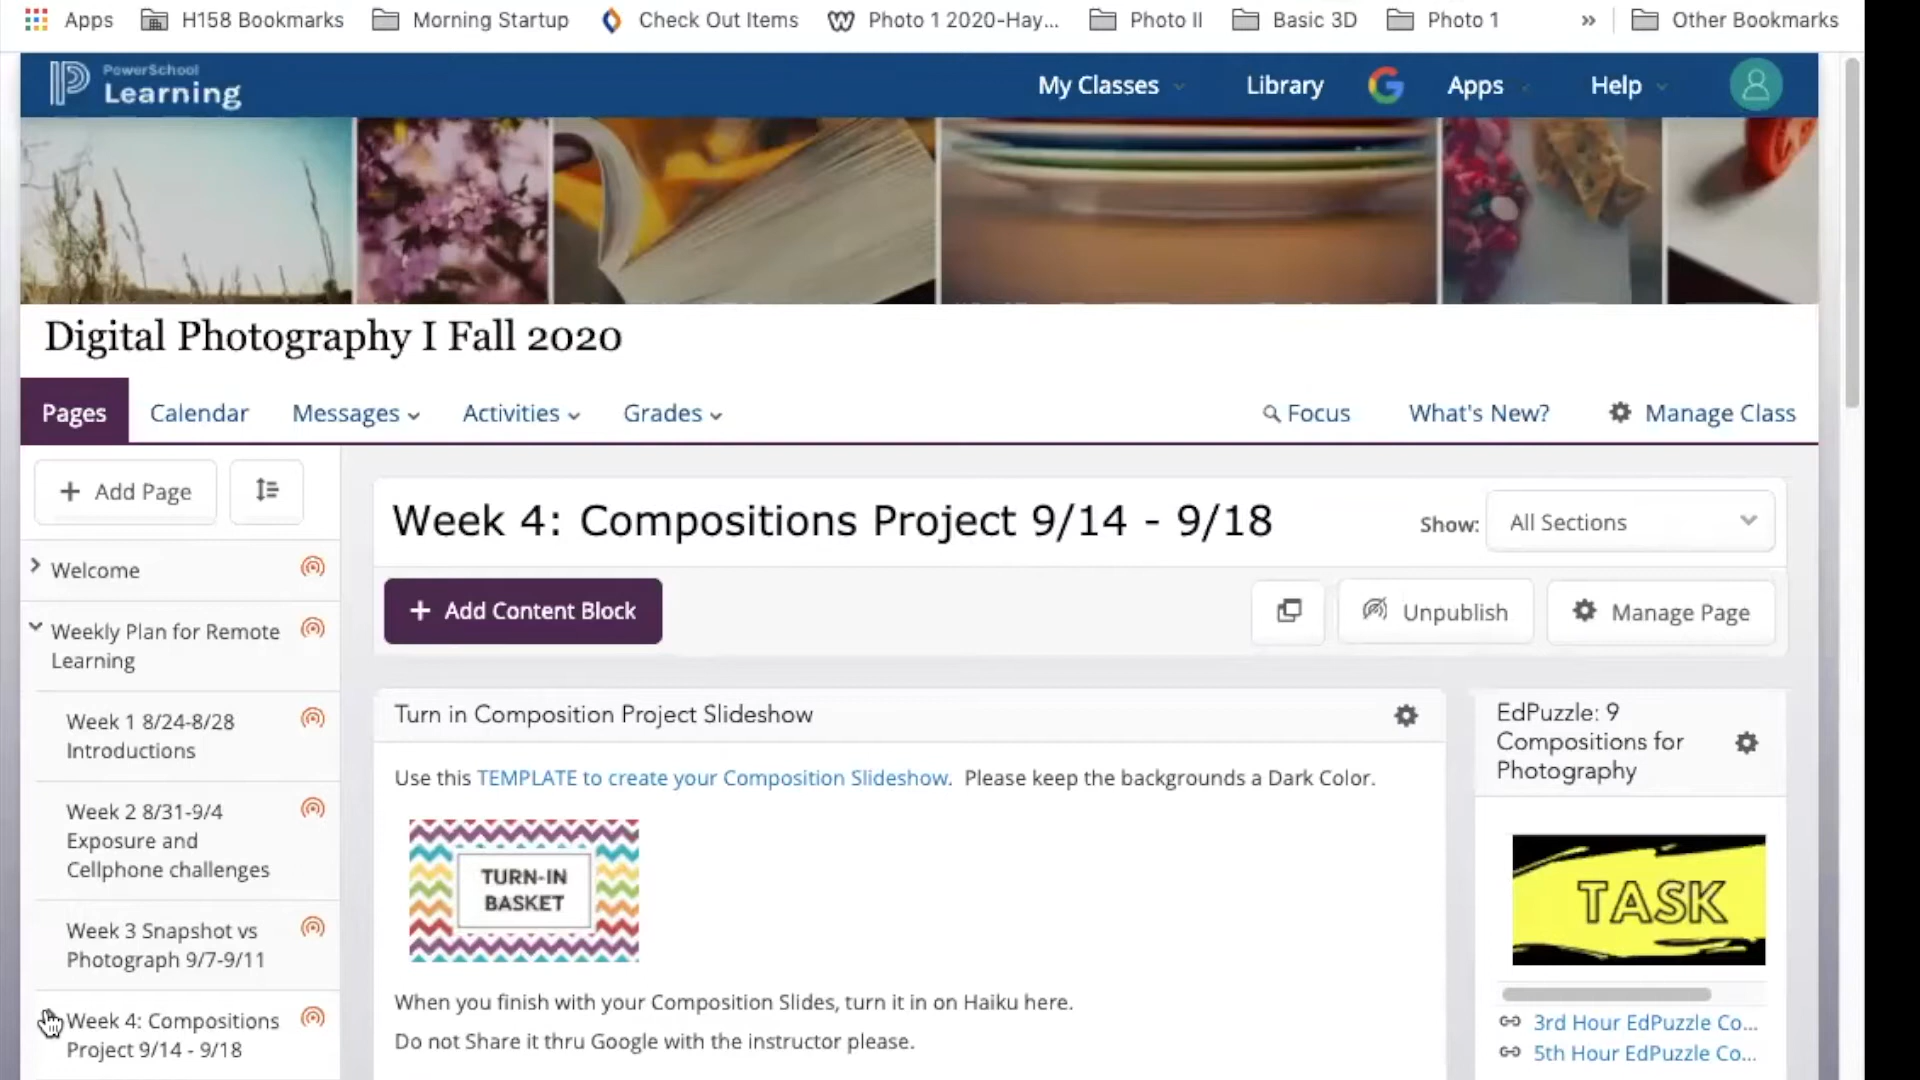 Apps H158 Bookmarks Morning Startup Check Out Items Photo 1 2020-Hay... Photo II Basic 3D Photo 1 » Other Bookmarks
PowerSchool
Learning
My Classes Library Apps Help
Digital Photography I Fall 2020
Pages Calendar Messages Activities Grades Focus What's New? Manage Class
+ Add Page
Welcome
Weekly Plan for Remote
Learning
Week 1 8/24-8/28
Introductions
Week 2 8/31-9/4
Exposure and
Cellphone challenges
Week 3 Snapshot vs
Photograph 9/7-9/11
Week 4: Compositions
Project 9/14 - 9/18
Week 4: Compositions Project 9/14 - 9/18
Show: All Sections
+ Add Content Block
Unpublish Manage Page
Turn in Composition Project Slideshow
Use this TEMPLATE to create your Composition Slideshow. Please keep the backgrounds a Dark Color.
TURN-IN
BASKET
When you finish with your Composition Slides, turn it in on Haiku here.
Do not Share it thru Google with the instructor please.
EdPuzzle: 9
Compositions for
Photography
TASK
3rd Hour EdPuzzle Co...
5th Hour EdPuzzle Co...